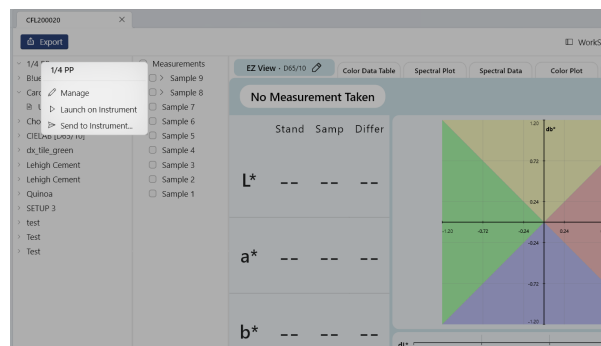 CFL200020 ×
Export
WorkS
1/4 PP
1/4 PP
Manage
Launch on Instrument
Send to Instrument...
CIELAB [D65/10]
dx_tile_green
Lehigh Cement
Lehigh Cement
Quinoa
SETUP 3
test
Test
Test
Measurements
Sample 9
Sample 8
Sample 7
Sample 6
Sample 5
Sample 4
Sample 3
Sample 2
Sample 1
EZ View - D65/10
Color Data Table
Spectral Plot
Spectral Data
Color Plot
No Measurement Taken
Stand Samp Differ
L* -- -- --
a* -- -- --
b* -- -- --
1.20 db*
0.72
0.24
-1.20 -0.72 -0.24 0.24
-0.24
-0.72
-1.20
dL*